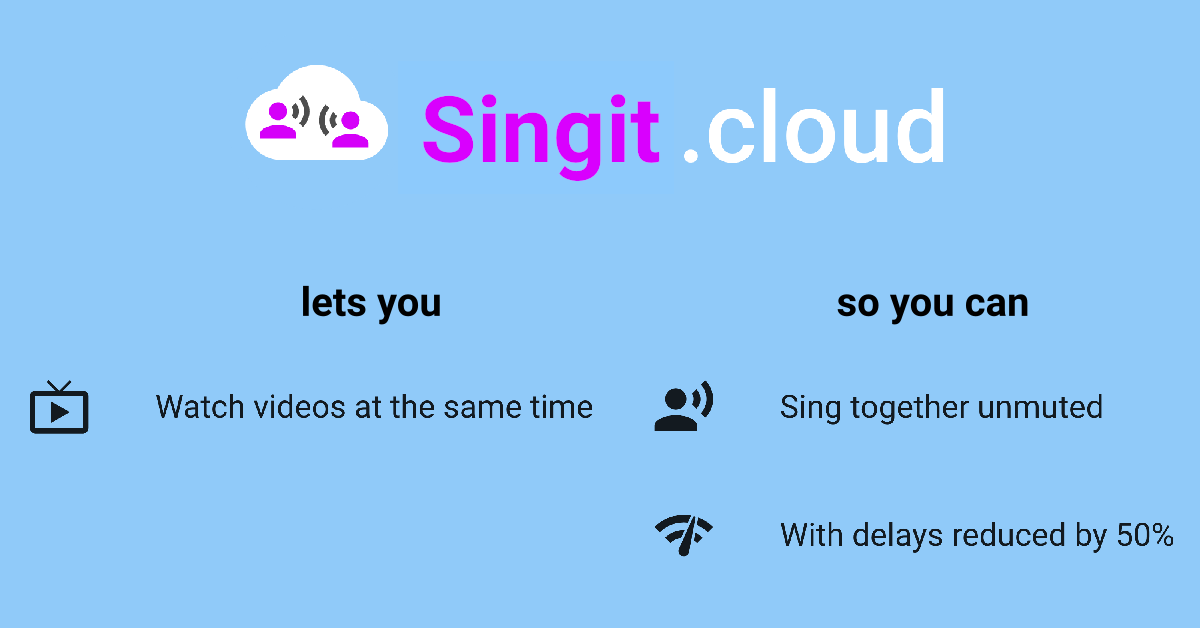 Singit .cloud
lets you
Watch videos at the same time
so you can
Sing together unmuted
With delays reduced by 50%